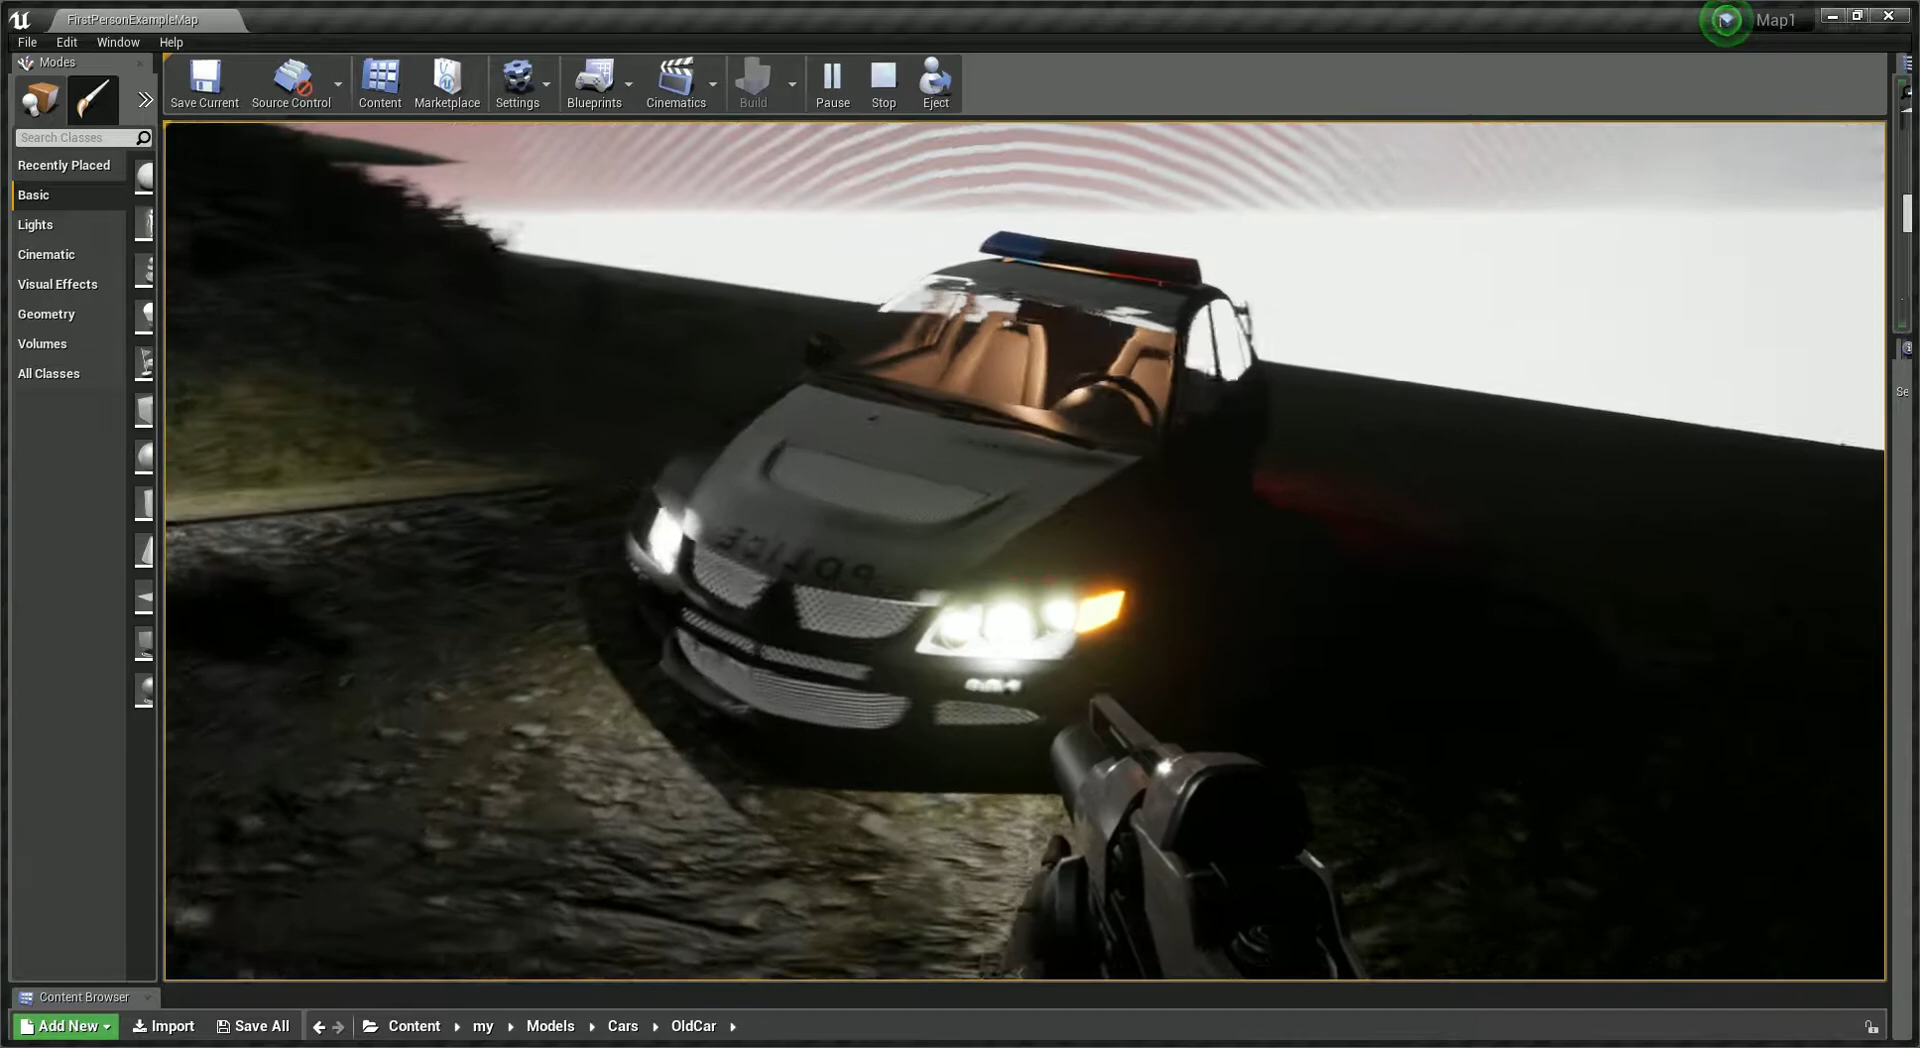 FirstPersonExampleMap
Map1
File Edit Window Help
Modes
Save Current Source Control Content Marketplace Settings Blueprints Cinematics Build Pause Stop Eject
Search Classes
Recently Placed
Basic
Lights
Cinematic
Visual Effects
Geometry
Volumes
All Classes
Se
POLICE
Content Browser
Add New Import Save All Content my Models Cars OldCar